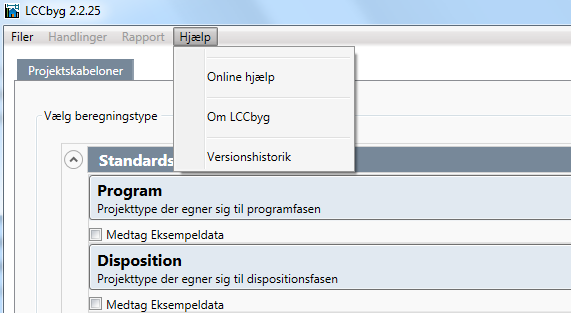 LCCbyg 2.2.25
Filer Handlinger Rapport Hjælp
Online hjælp
Om LCCbyg
Versionshistorik
Projektskabeloner
Vælg beregningstype
Program
Projekttype der egner sig til programfasen
Medtag Eksempeldata
Disposition
Projekttype der egner sig til dispositionsfasen
Medtag Eksempeldata